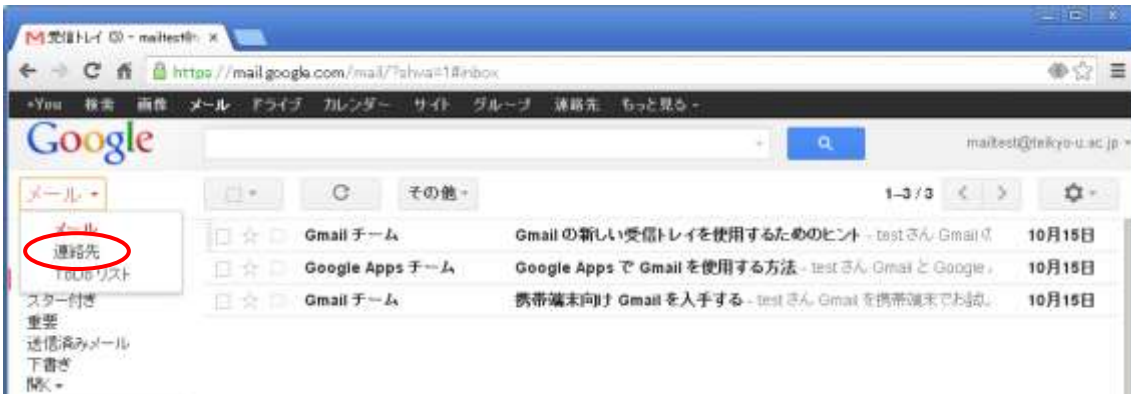 受信トレイ (3) - mailtest@
https://mail.google.com/mail/?shva=1#inbox
+You 検索 画像 メール ドライブ カレンダー サイト グループ 連絡先 もっと見る
Google
mailtest@teikyo-u.ac.jp
メール
その他
1–3 / 3
メール
連絡先
ToDo リスト
Gmail チーム Gmail の新しい受信トレイを使用するためのヒント - test さん Gmail の
10月15日
Google Apps チーム Google Apps で Gmail を使用する方法 - test さん Gmail と Google
10月15日
Gmail チーム 携帯端末向け Gmail を入手する - test さん Gmail を携帯端末でお試し
10月15日
スター付き
重要
送信済みメール
下書き
開く